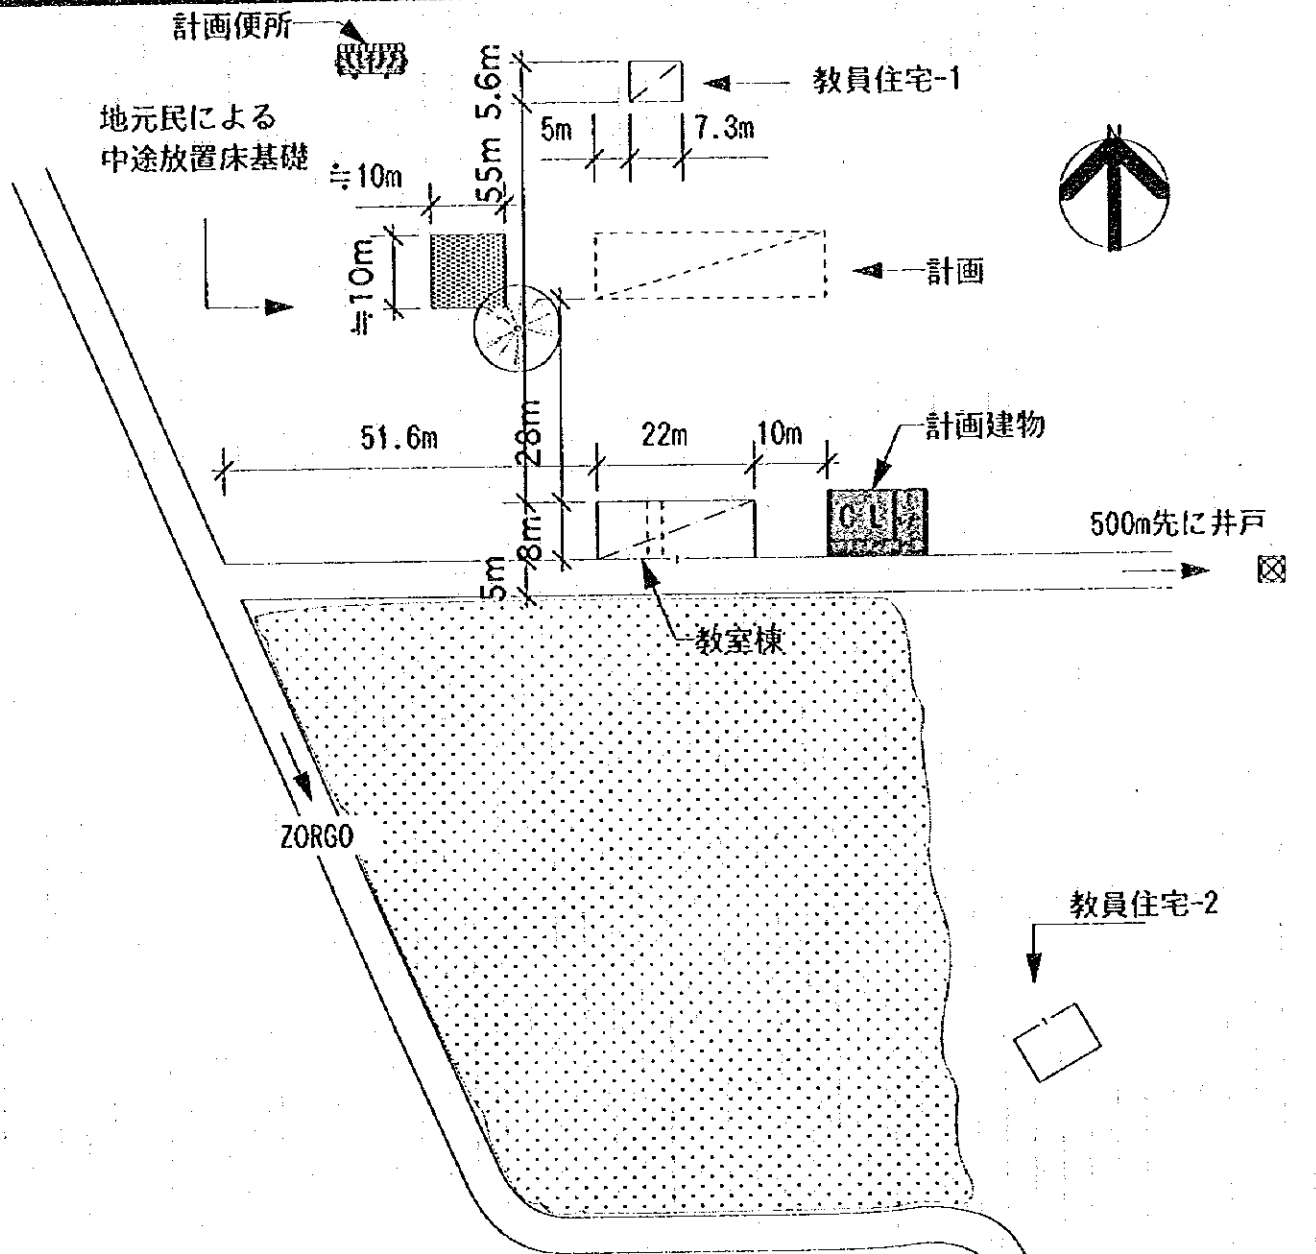 計画便所
教員住宅-1
5.6m
地元民による
中途放置床基礎
5m
7.3m
N
≒10m
55m
≒10m
計画
51.6m
28m
22m
10m
計画建物
CL
500m先に井戸
8m
5m
教室棟
ZORGO
教員住宅-2